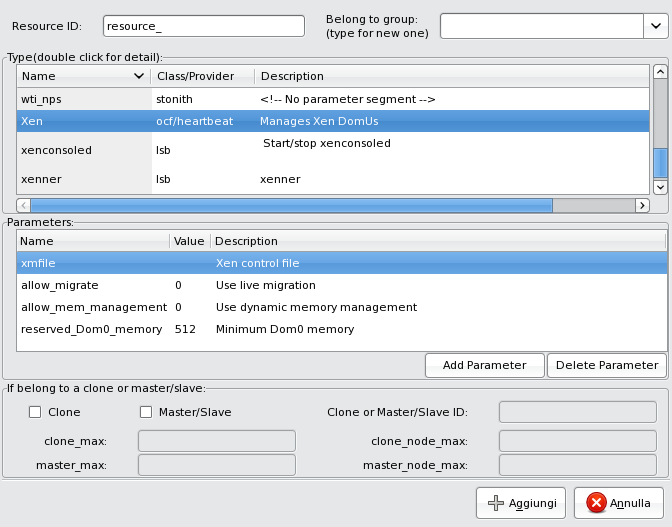 Resource ID: resource_ Belong to group:
(type for new one)
Type(double click for detail):
Name Class/Provider Description
wti_nps stonith <!-- No parameter segment -->
Xen ocf/heartbeat Manages Xen DomUs
xenconsoled lsb Start/stop xenconsoled
xenner lsb xenner
Parameters:
Name Value Description
xmfile Xen control file
allow_migrate 0 Use live migration
allow_mem_management 0 Use dynamic memory management
reserved_Dom0_memory 512 Minimum Dom0 memory
Add Parameter Delete Parameter
If belong to a clone or master/slave:
Clone Master/Slave Clone or Master/Slave ID:
clone_max: clone_node_max:
master_max: master_node_max:
Aggiungi Annulla